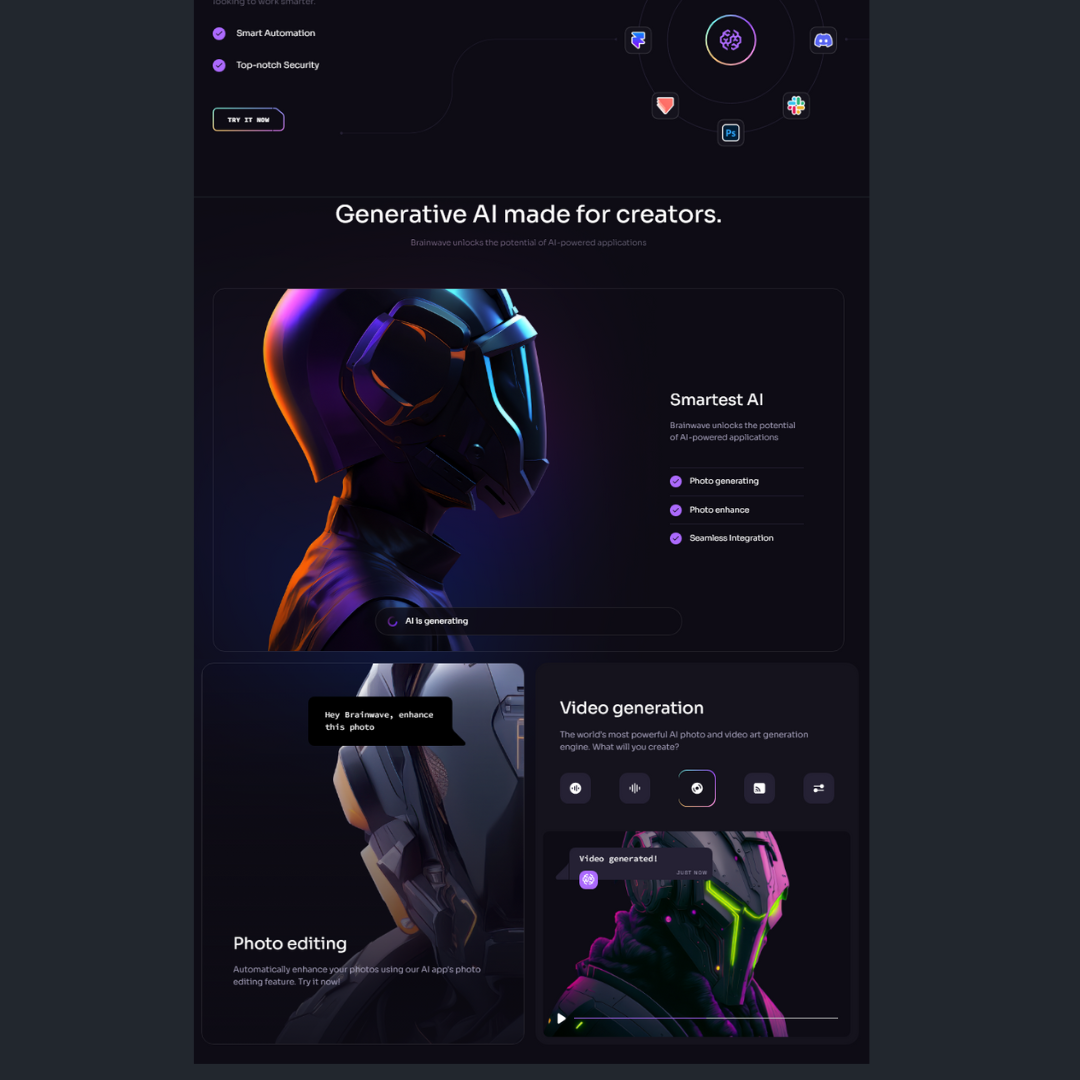 looking to work smarter.
Smart Automation
Top-notch Security
TRY IT NOW
Ps
Generative AI made for creators.
Brainwave unlocks the potential of AI-powered applications
Smartest AI
Brainwave unlocks the potential
of AI-powered applications
Photo generating
Photo enhance
Seamless Integration
AI is generating
Hey Brainwave, enhance
this photo
Photo editing
Automatically enhance your photos using our AI app's photo
editing feature. Try it now!
Video generation
The world's most powerful AI photo and video art generation
engine. What will you create?
Video generated!
JUST NOW